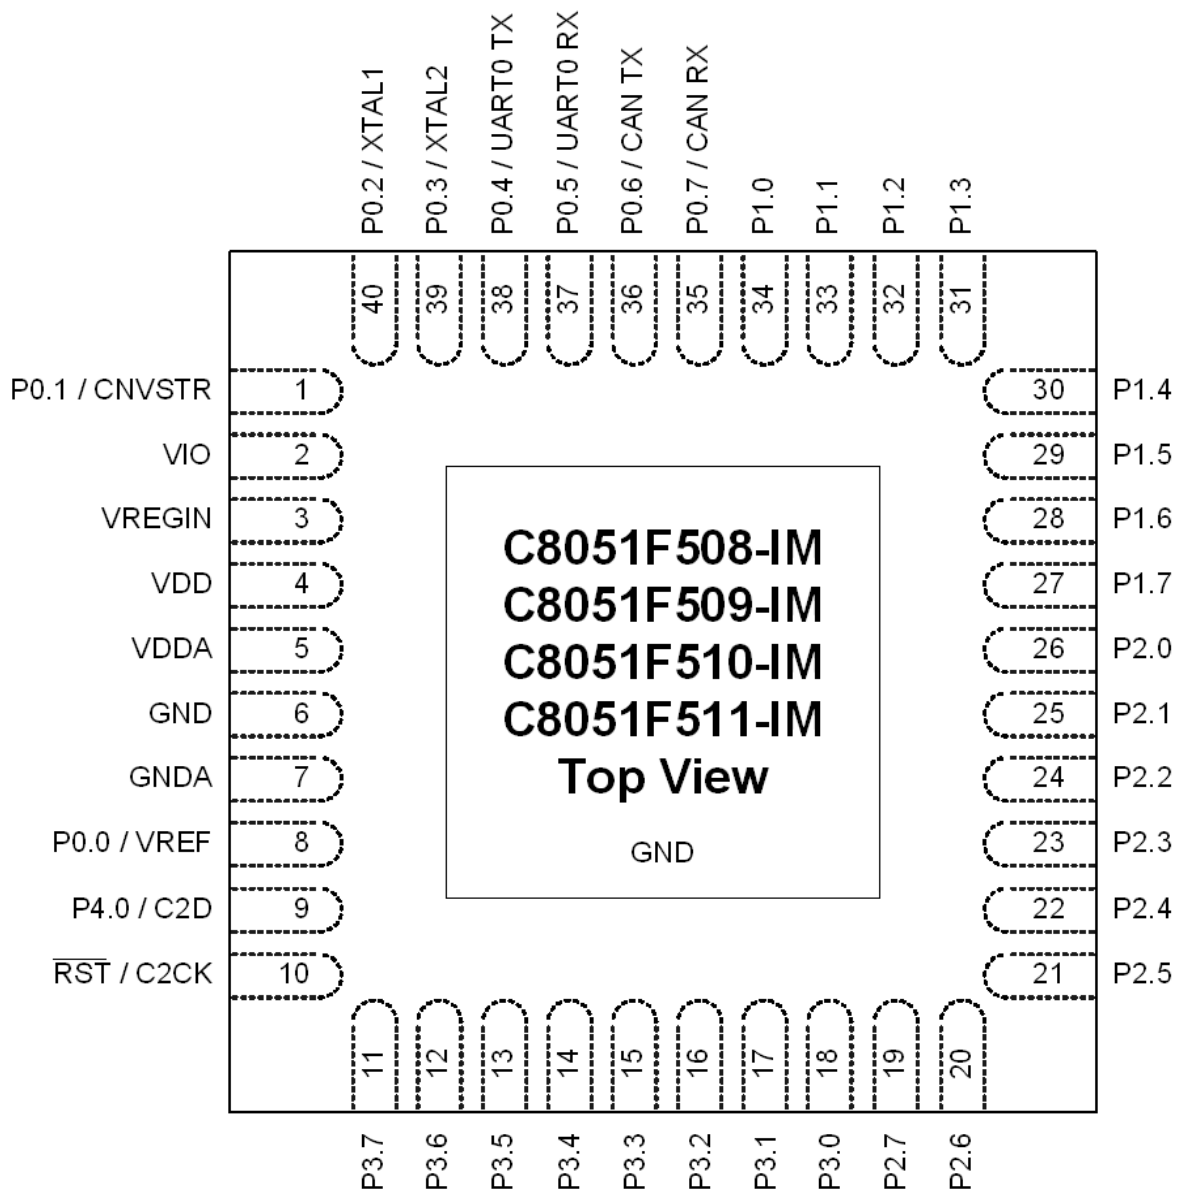 P0.2 / XTAL1
P0.3 / XTAL2
P0.4 / UART0 TX
P0.5 / UART0 RX
P0.6 / CAN TX
P0.7 / CAN RX
P1.0
P1.1
P1.2
P1.3
40
39
38
37
36
35
34
33
32
31
P0.1 / CNVSTR 1
VIO 2
VREGIN 3
VDD 4
VDDA 5
GND 6
GNDA 7
P0.0 / VREF 8
P4.0 / C2D 9
R̅S̅T̅ / C2CK 10
C8051F508-IM
C8051F509-IM
C8051F510-IM
C8051F511-IM
Top View
GND
30 P1.4
29 P1.5
28 P1.6
27 P1.7
26 P2.0
25 P2.1
24 P2.2
23 P2.3
22 P2.4
21 P2.5
11
12
13
14
15
16
17
18
19
20
P3.7
P3.6
P3.5
P3.4
P3.3
P3.2
P3.1
P3.0
P2.7
P2.6